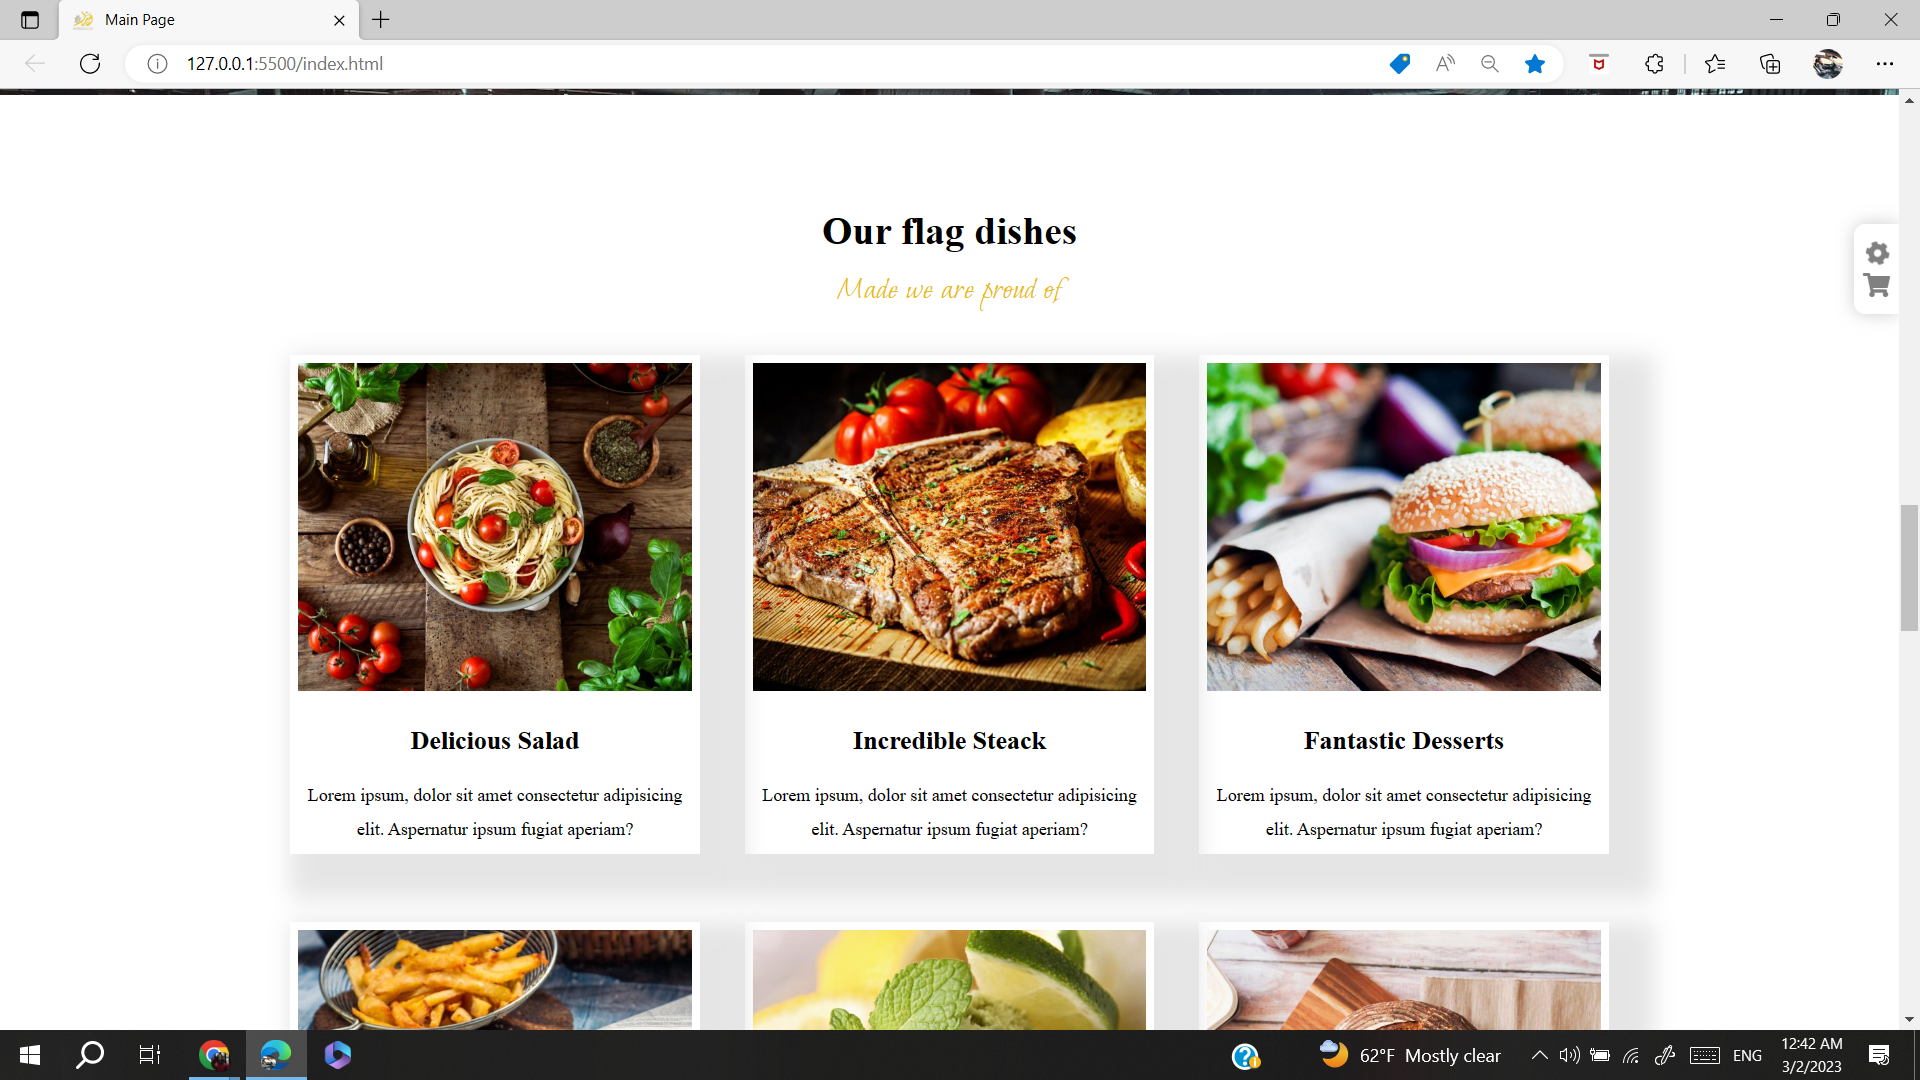 Main Page
127.0.0.1:5500/index.html
Our flag dishes
Made we are proud of
Delicious Salad
Lorem ipsum, dolor sit amet consectetur adipisicing
elit. Aspernatur ipsum fugiat aperiam?
Incredible Steack
Lorem ipsum, dolor sit amet consectetur adipisicing
elit. Aspernatur ipsum fugiat aperiam?
Fantastic Desserts
Lorem ipsum, dolor sit amet consectetur adipisicing
elit. Aspernatur ipsum fugiat aperiam?
62°F Mostly clear
ENG
12:42 AM
3/2/2023